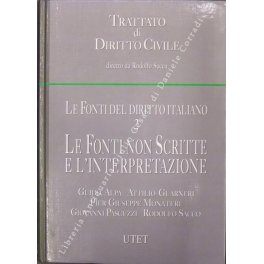 TRATTATO
di
DIRITTO CIVILE
diretto da Rodolfo Sacco
LE FONTI DEL DIRITTO ITALIANO
LE FONTI NON SCRITTE
E L'INTERPRETAZIONE
GUIDO ALPA ATTILIO GUARNERI
PIER GIUSEPPE MONATERI
GIOVANNI PASCUZZI RODOLFO SACCO
UTET